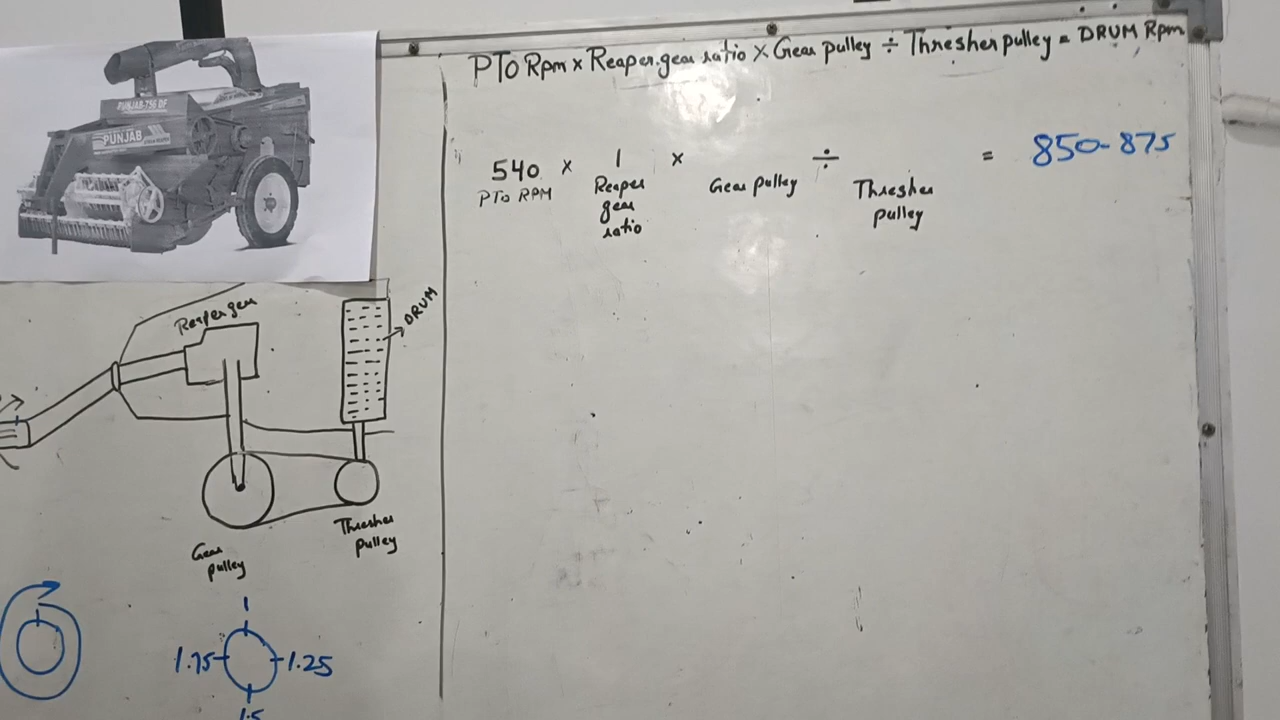 PTO Rpm x Reaper gear ratio x Gear pulley ÷ Thresher pulley = DRUM Rpm
540 x 1 x ÷ = 850-875
PTO RPM Reaper gear ratio Gear pulley Thresher pulley
PUNJAB-756 DF
PUNJAB
Reaper gear
DRUM
Thresher
pulley
Gear
pulley
1
1.75 1.25
1.5